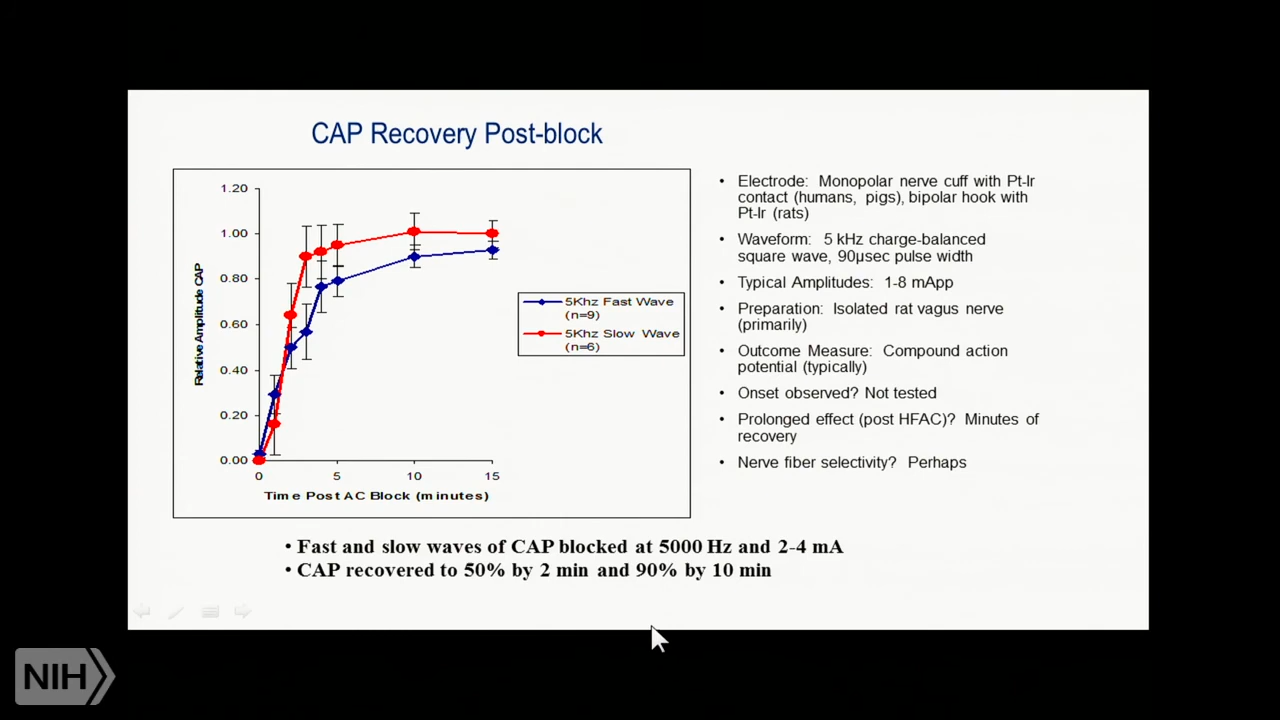 CAP Recovery Post-block
1.20
1.00
0.80
0.60
0.40
0.20
0.00
Relative Amplitude CAP
0 5 10 15
Time Post AC Block (minutes)
5Khz Fast Wave
(n=9)
5Khz Slow Wave
(n=6)
• Electrode: Monopolar nerve cuff with Pt-Ir
contact (humans, pigs), bipolar hook with
Pt-Ir (rats)
• Waveform: 5 kHz charge-balanced
square wave, 90μsec pulse width
• Typical Amplitudes: 1-8 mApp
• Preparation: Isolated rat vagus nerve
(primarily)
• Outcome Measure: Compound action
potential (typically)
• Onset observed? Not tested
• Prolonged effect (post HFAC)? Minutes of
recovery
• Nerve fiber selectivity? Perhaps
• Fast and slow waves of CAP blocked at 5000 Hz and 2-4 mA
• CAP recovered to 50% by 2 min and 90% by 10 min
NIH